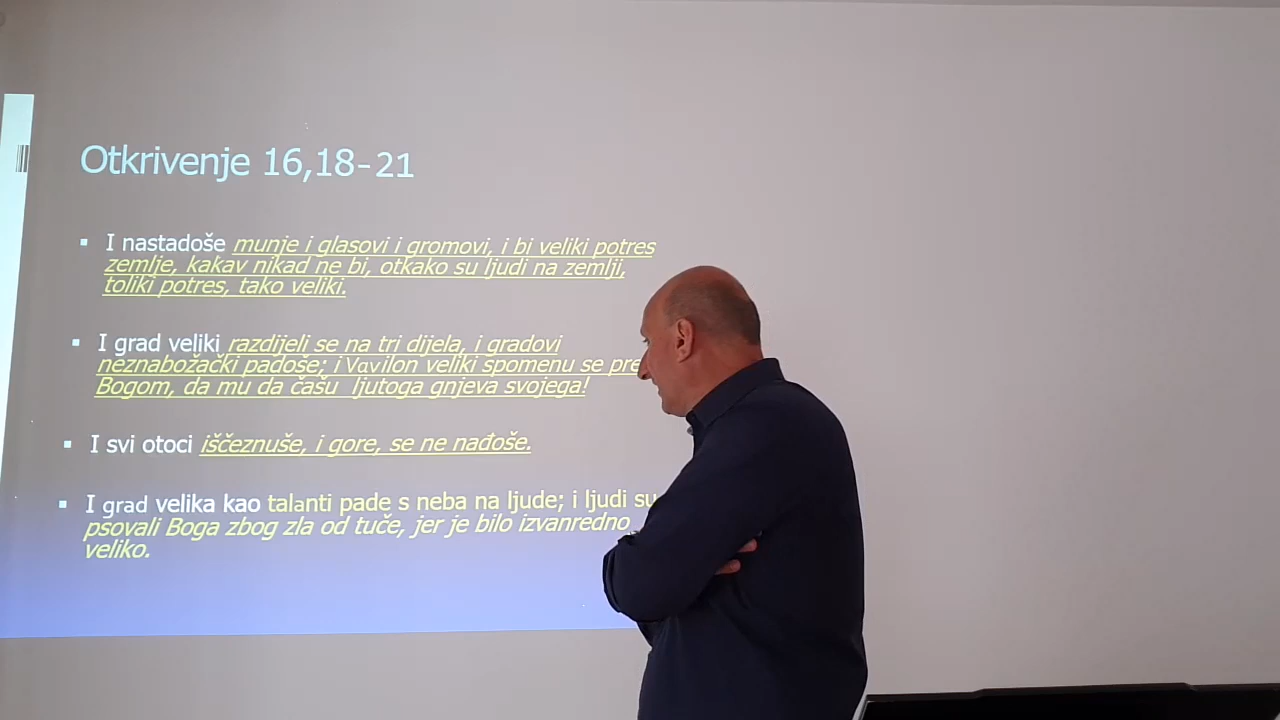 Otkrivenje 16,18-21
I nastadoše munje i glasovi i gromovi, i bi veliki potres
zemlje, kakav nikad ne bi, otkako su ljudi na zemlji,
toliki potres, tako veliki.
I grad veliki razdijeli se na tri dijela, i gradovi
neznabožački padoše; i Vavilon veliki spomenu se pre
Bogom, da mu da čašu ljutoga gnjeva svojega!
I svi otoci iščeznuše, i gore, se ne nađoše.
I grad velika kao talanti pade s neba na ljude; i ljudi su
psovali Boga zbog zla od tuče, jer je bilo izvanredno
veliko.